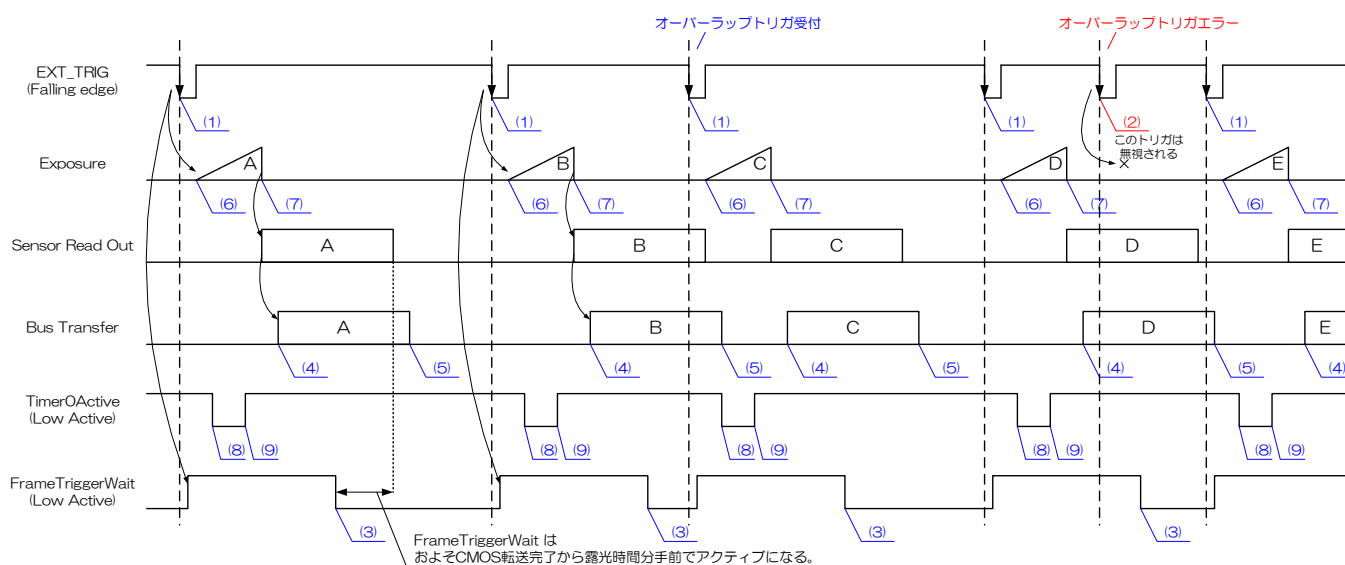 オーバーラップトリガ受付 オーバーラップトリガエラー
EXT_TRIG
(Falling edge)
(1) (1) (1) (1) (2) (1)
このトリガは
無視される
Exposure
A B C D E
(6) (7) (6) (7) (6) (7) (6) (7) (6) (7)
Sensor Read Out
A B C D E
Bus Transfer
A B C D E
(4) (5) (4) (5) (4) (5) (4) (5) (4)
Timer0Active
(Low Active)
(8) (9) (8) (9) (8) (9) (8) (9) (8) (9)
FrameTriggerWait
(Low Active)
(3) (3) (3) (3)
FrameTriggerWait は
およそCMOS転送完了から露光時間分手前でアクティブになる。